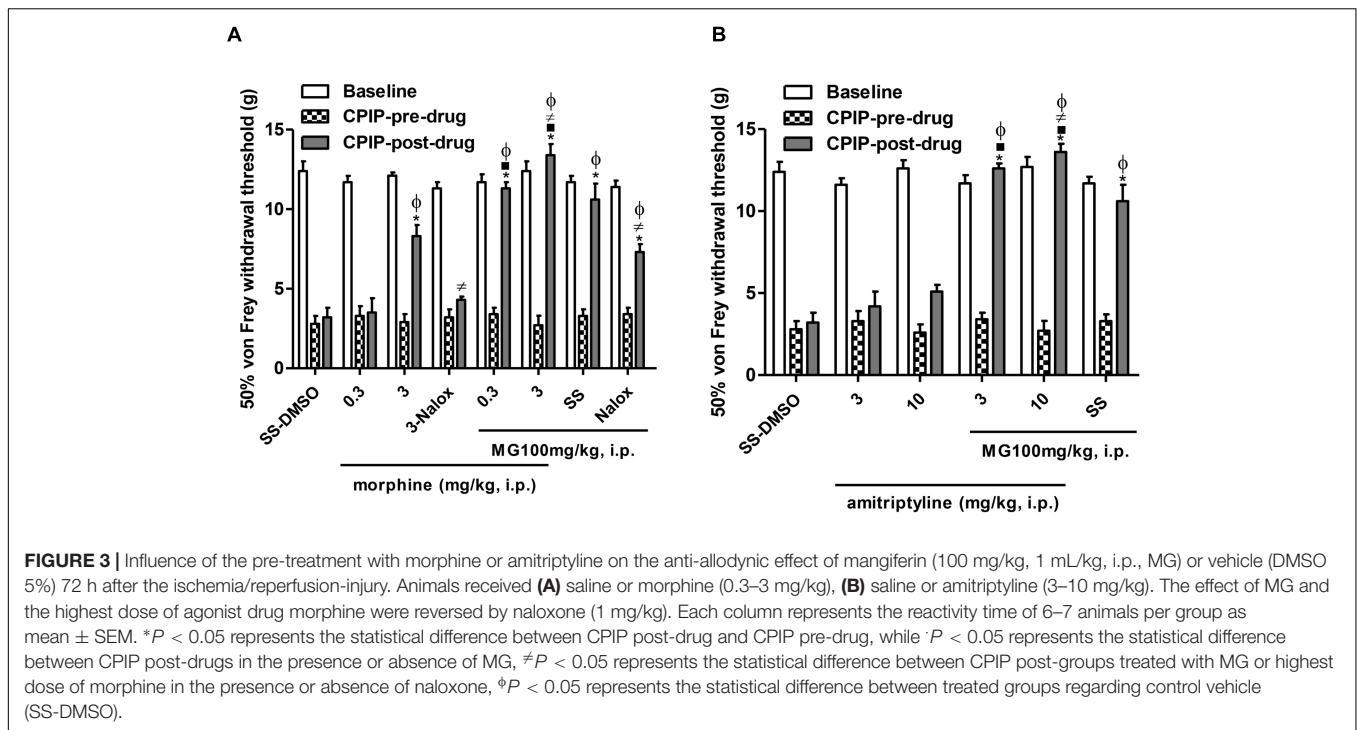 A
B
50% von Frey withdrawal threshold (g)
Baseline
CPIP-pre-drug
CPIP-post-drug
15
10
5
0
ϕ
*
≠
ϕ
■
*
ϕ
≠
■
*
ϕ
*
ϕ
≠
*
SS-DMSO
0.3
3
3-Nalox
0.3
3
SS
Nalox
MG100mg/kg, i.p.
morphine (mg/kg, i.p.)
50% von Frey withdrawal threshold (g)
Baseline
CPIP-pre-drug
CPIP-post-drug
15
10
5
0
ϕ
■
*
ϕ
≠
■
*
ϕ
*
SS-DMSO
3
10
3
10
SS
MG100mg/kg, i.p.
amitriptyline (mg/kg, i.p.)
FIGURE 3 | Influence of the pre-treatment with morphine or amitriptyline on the anti-allodynic effect of mangiferin (100 mg/kg, 1 mL/kg, i.p., MG) or vehicle (DMSO
5%) 72 h after the ischemia/reperfusion-injury. Animals received (A) saline or morphine (0.3–3 mg/kg), (B) saline or amitriptyline (3–10 mg/kg). The effect of MG and
the highest dose of agonist drug morphine were reversed by naloxone (1 mg/kg). Each column represents the reactivity time of 6–7 animals per group as
mean ± SEM. *P < 0.05 represents the statistical difference between CPIP post-drug and CPIP pre-drug, while ·P < 0.05 represents the statistical difference
between CPIP post-drugs in the presence or absence of MG, ≠P < 0.05 represents the statistical difference between CPIP post-groups treated with MG or highest
dose of morphine in the presence or absence of naloxone, ϕP < 0.05 represents the statistical difference between treated groups regarding control vehicle
(SS-DMSO).